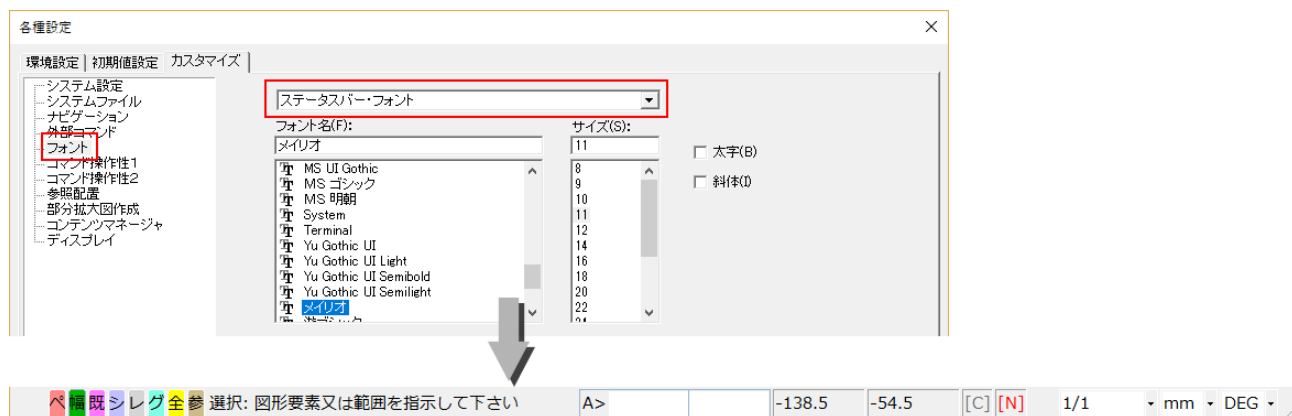 各種設定
環境設定 初期値設定 カスタマイズ
システム設定
システムファイル
ナビゲーション
外部コマンド
フォント
コマンド操作性1
コマンド操作性2
参照配置
部分拡大図作成
コンテンツマネージャ
ディスプレイ
ステータスバー・フォント
フォント名(F):
メイリオ
MS UI Gothic
MS ゴシック
MS 明朝
System
Terminal
Yu Gothic UI
Yu Gothic UI Light
Yu Gothic UI Semibold
Yu Gothic UI Semilight
メイリオ
サイズ(S):
11
8
9
10
11
12
14
16
18
20
22
太字(B)
斜体(I)
ペ 幅 既 シ レ グ 全 参 選択: 図形要素又は範囲を指示して下さい A> -138.5 -54.5 [C] [N] 1/1 mm DEG